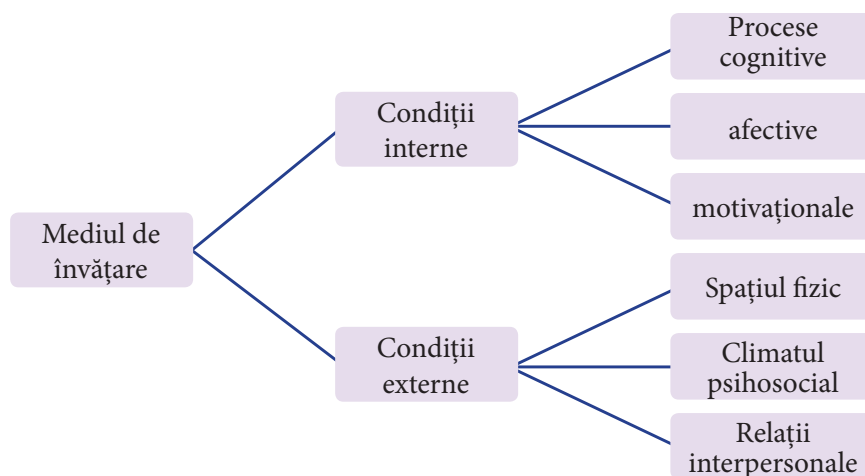 Mediul de
învățare
Condiții
interne
Procese
cognitive
afective
motivaționale
Condiții
externe
Spațiul fizic
Climatul
psihosocial
Relații
interpersonale